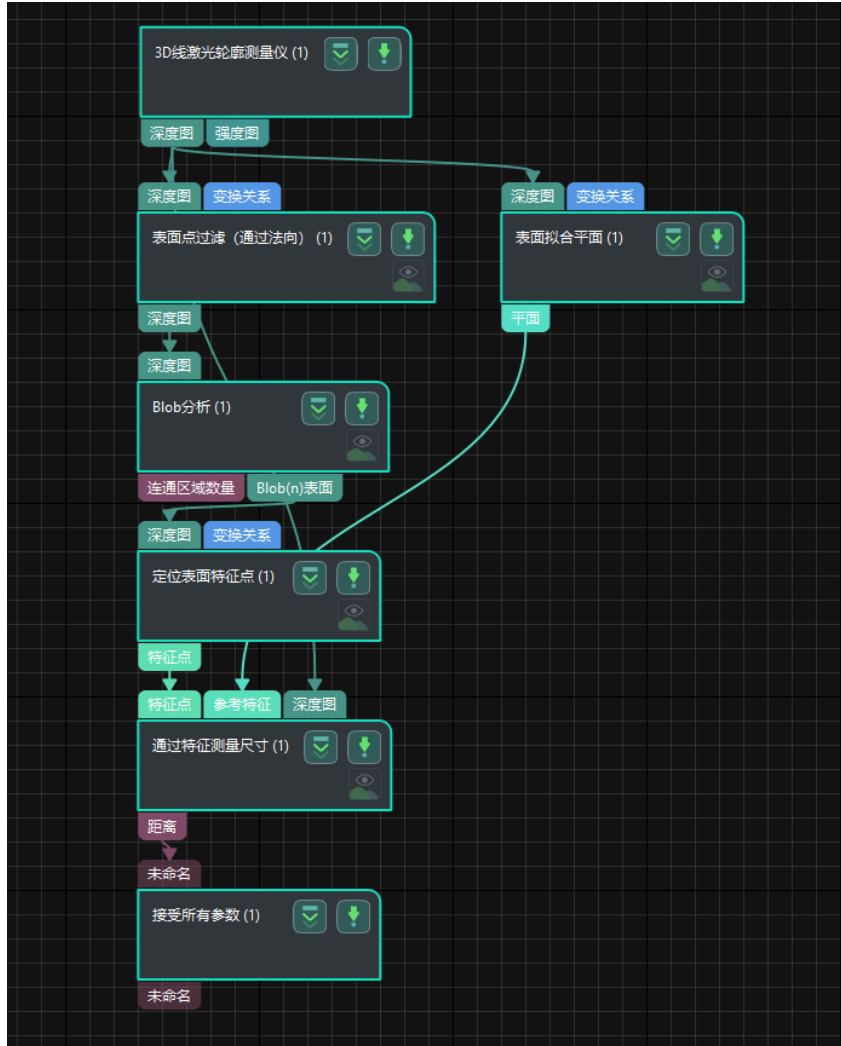 3D线激光轮廓测量仪 (1)
深度图 强度图
深度图 变换关系
深度图 变换关系
表面点过滤（通过法向） (1)
表面拟合平面 (1)
深度图
平面
深度图
Blob分析 (1)
连通区域数量 Blob(n)表面
深度图 变换关系
定位表面特征点 (1)
特征点
特征点 参考特征 深度图
通过特征测量尺寸 (1)
距离
未命名
接受所有参数 (1)
未命名